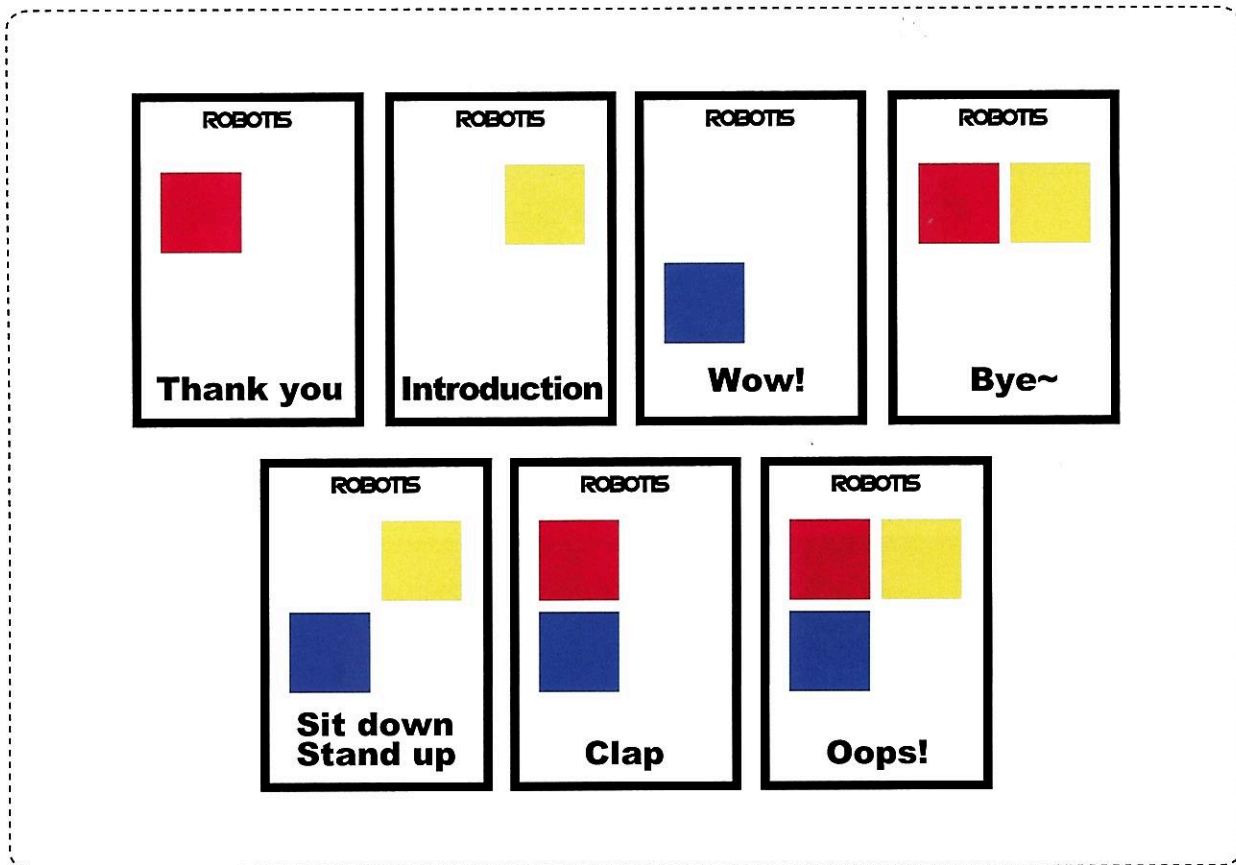 ROBOTIS
Thank you
ROBOTIS
Introduction
ROBOTIS
Wow!
ROBOTIS
Bye~
ROBOTIS
Sit down
Stand up
ROBOTIS
Clap
ROBOTIS
Oops!